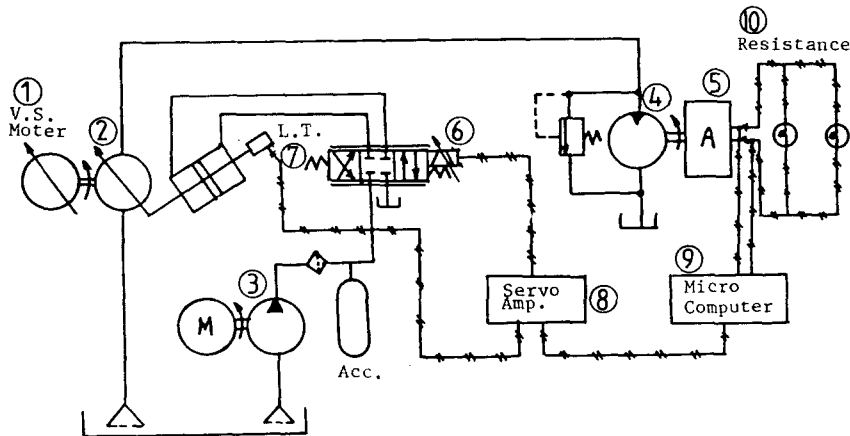 ①
V.S.
Moter
②
③
M
Acc.
L.T.
⑦
⑥
④
⑤
A
⑩
Resistance
Servo
Amp.
⑧
⑨
Micro
Computer